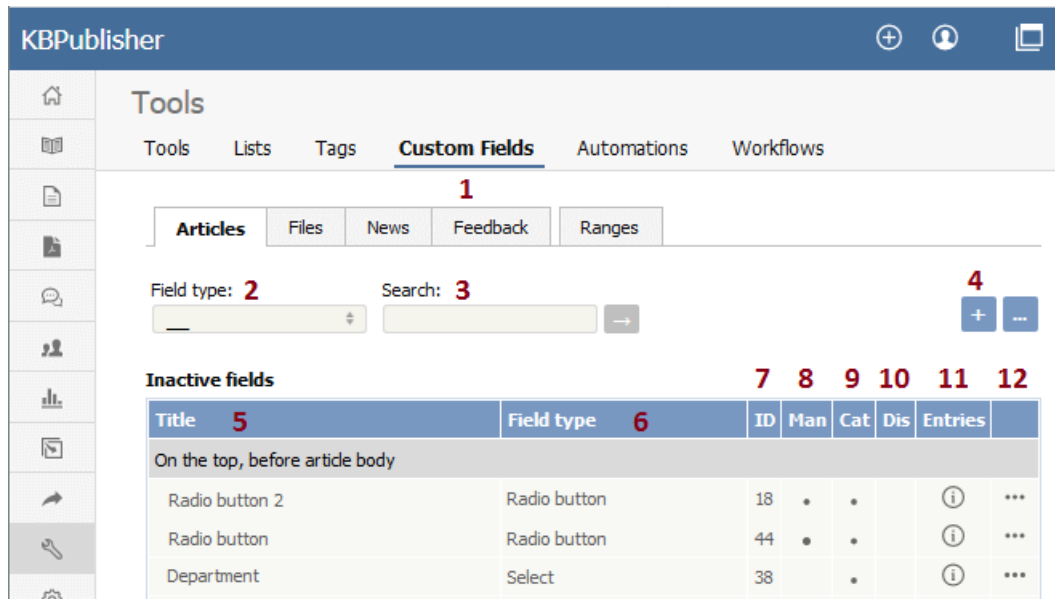 KBPublisher
Tools
Tools Lists Tags Custom Fields Automations Workflows
1
Articles Files News Feedback Ranges
Field type: 2 Search: 3 4
__ → + ...
Inactive fields 7 8 9 10 11 12
Title 5 Field type 6 ID Man Cat Dis Entries
On the top, before article body
Radio button 2 Radio button 18 • • i •••
Radio button Radio button 44 • • i •••
Department Select 38 • i •••